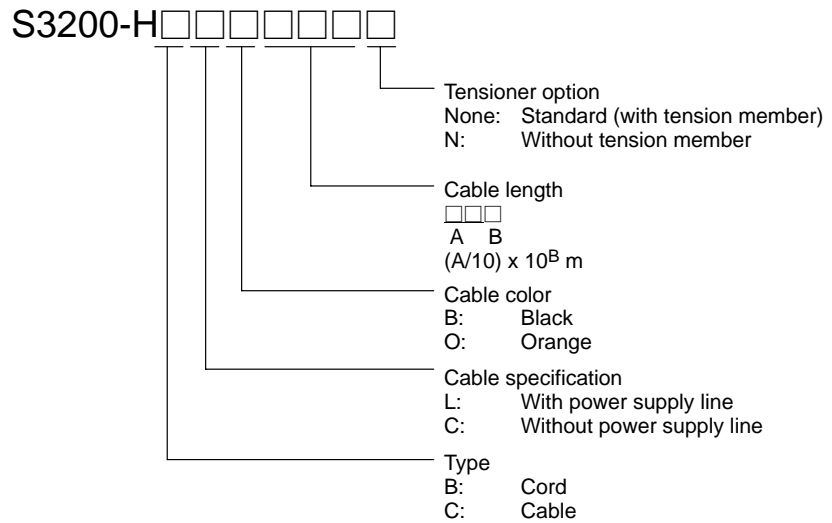 S3200-H□□□□□□□
Tensioner option
None: Standard (with tension member)
N: Without tension member
Cable length
□□□
A B
(A/10) x 10ᴮ m
Cable color
B: Black
O: Orange
Cable specification
L: With power supply line
C: Without power supply line
Type
B: Cord
C: Cable